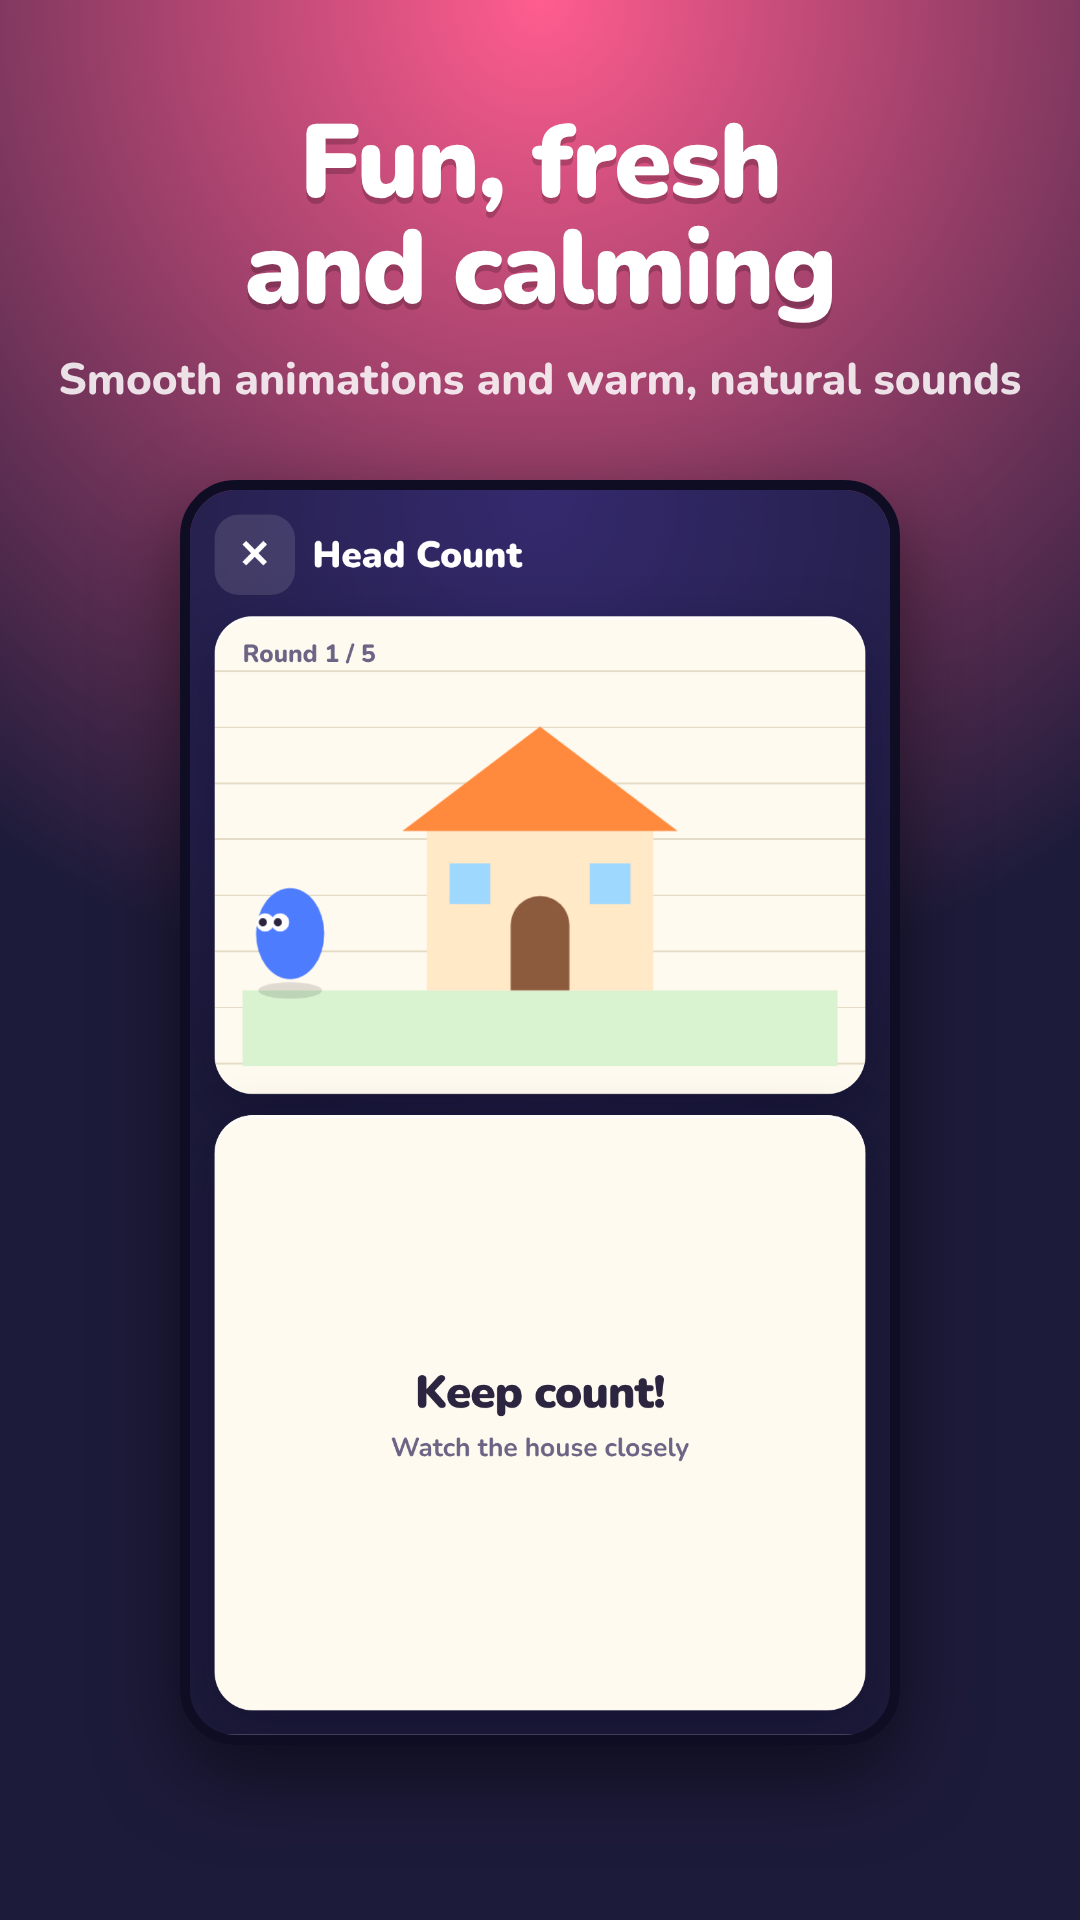 Fun, fresh
and calming
Smooth animations and warm, natural sounds
✕ Head Count
Round 1 / 5
Keep count!
Watch the house closely